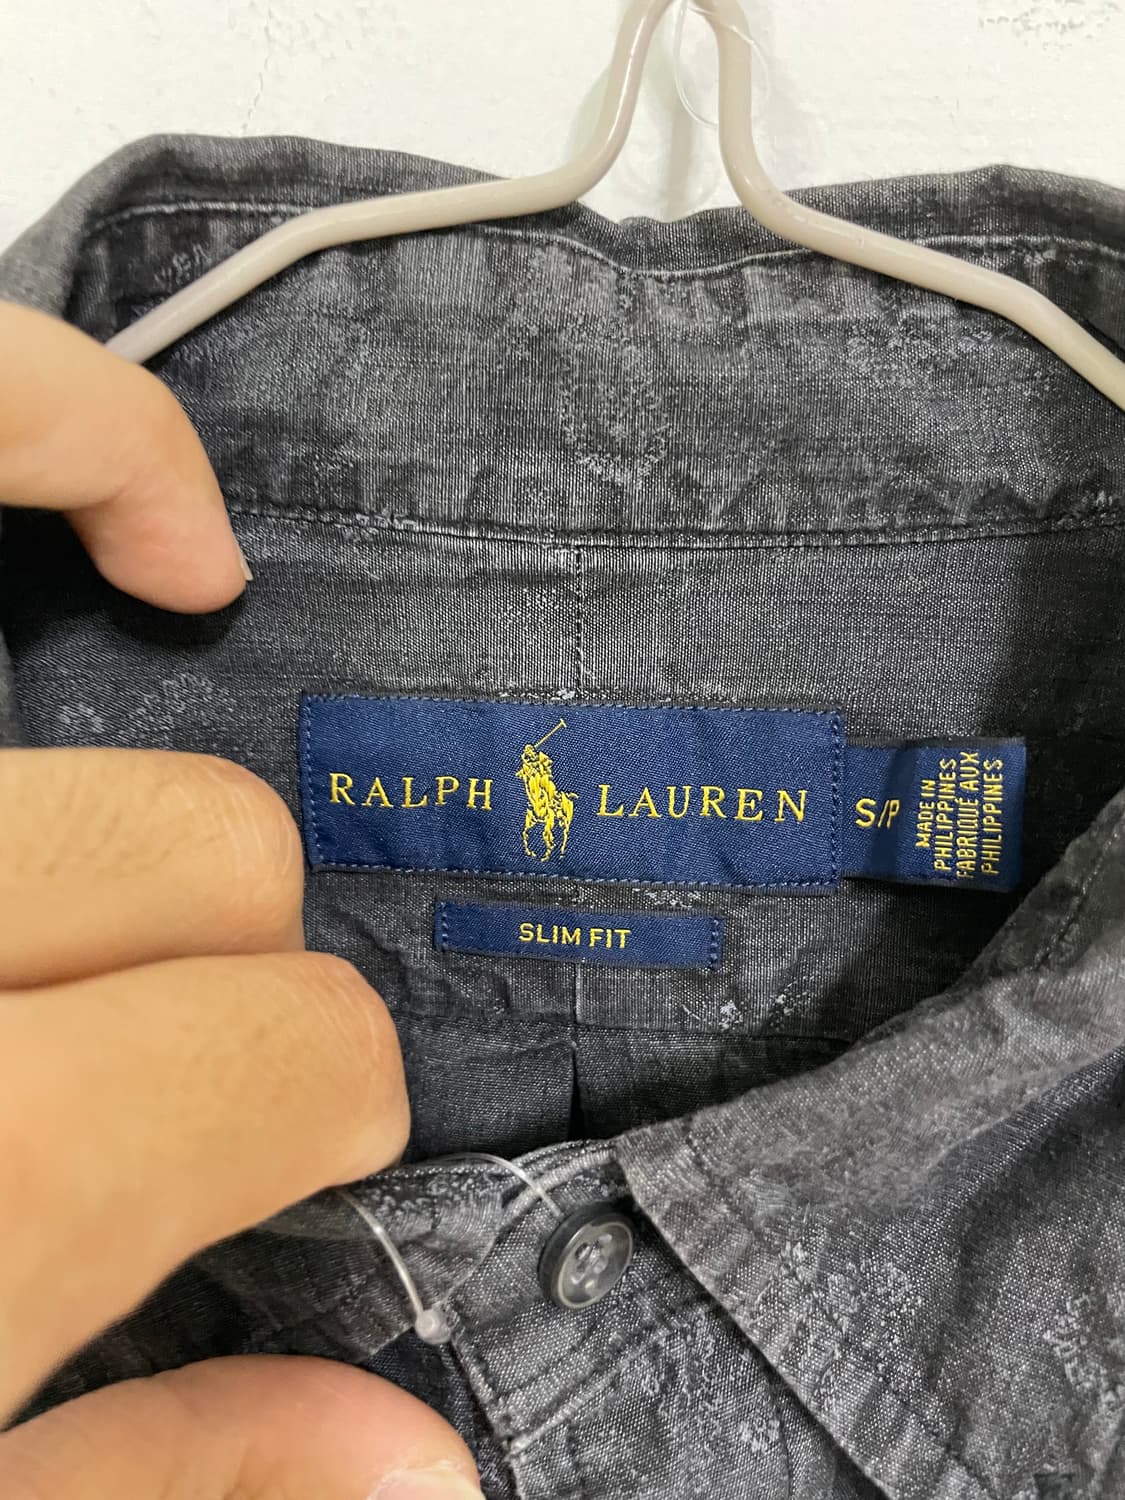 RALPH LAUREN
S/P
MADE IN
PHILIPPINES
FABRIQUÉ AUX
PHILIPPINES
SLIM FIT